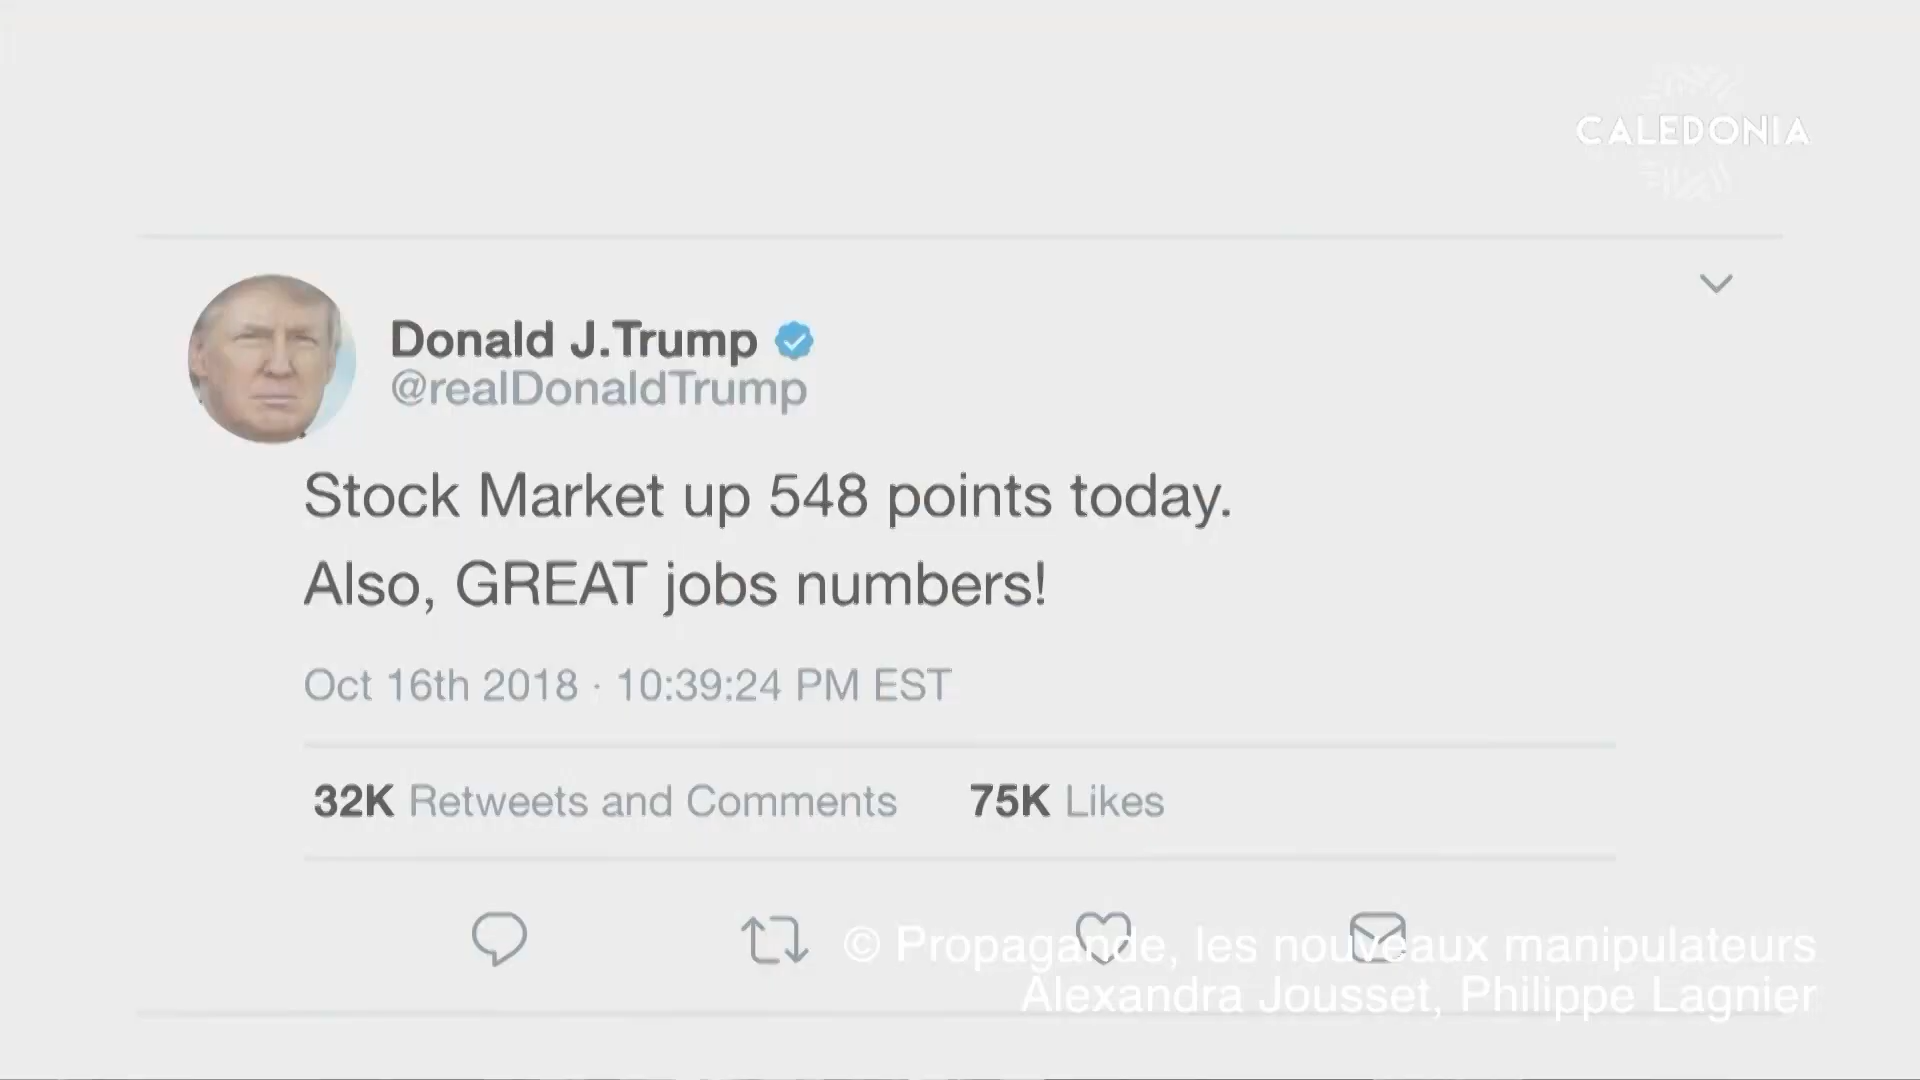 CALEDONIA
Donald J.Trump
@realDonaldTrump
Stock Market up 548 points today.
Also, GREAT jobs numbers!
Oct 16th 2018 · 10:39:24 PM EST
32K Retweets and Comments 75K Likes
© Propagande, les nouveaux manipulateurs
Alexandra Jousset, Philippe Lagnier